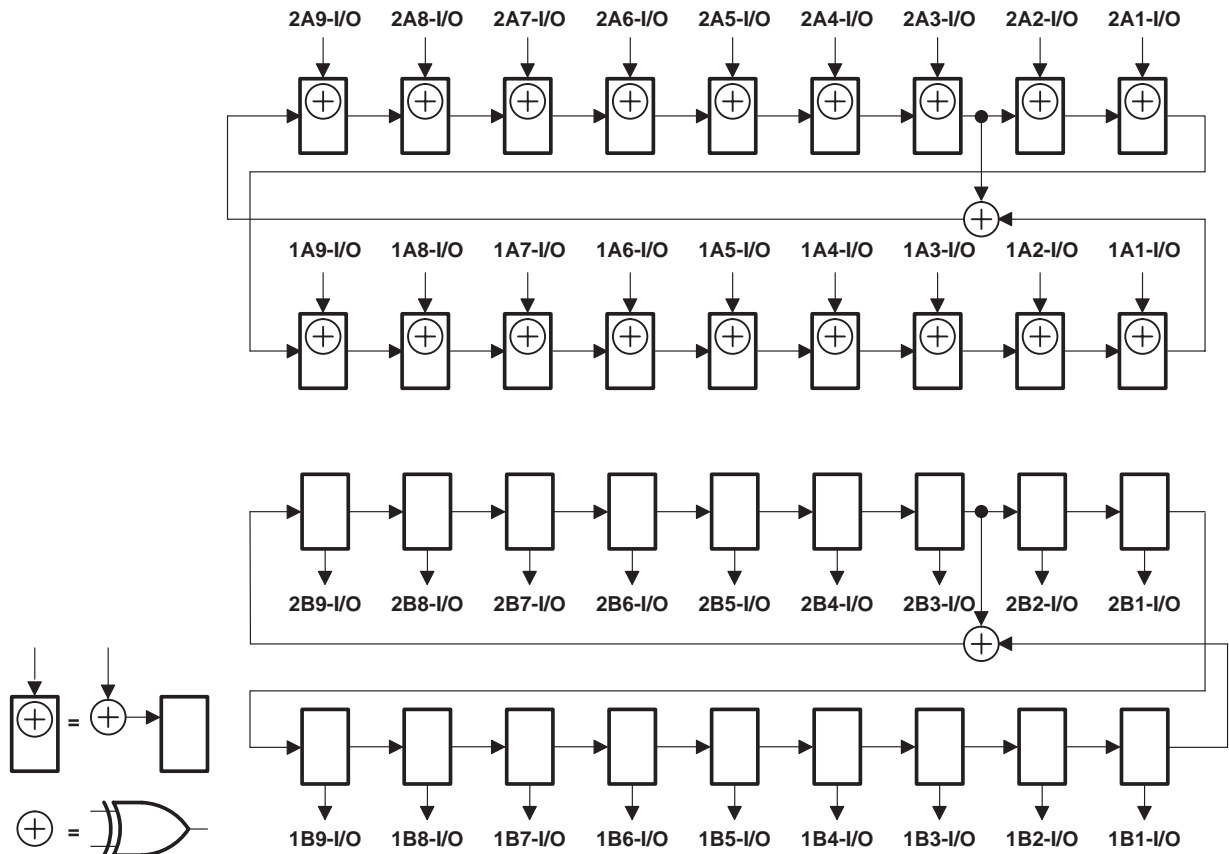 2A9-I/O 2A8-I/O 2A7-I/O 2A6-I/O 2A5-I/O 2A4-I/O 2A3-I/O 2A2-I/O 2A1-I/O
1A9-I/O 1A8-I/O 1A7-I/O 1A6-I/O 1A5-I/O 1A4-I/O 1A3-I/O 1A2-I/O 1A1-I/O
2B9-I/O 2B8-I/O 2B7-I/O 2B6-I/O 2B5-I/O 2B4-I/O 2B3-I/O 2B2-I/O 2B1-I/O
=
=
1B9-I/O 1B8-I/O 1B7-I/O 1B6-I/O 1B5-I/O 1B4-I/O 1B3-I/O 1B2-I/O 1B1-I/O